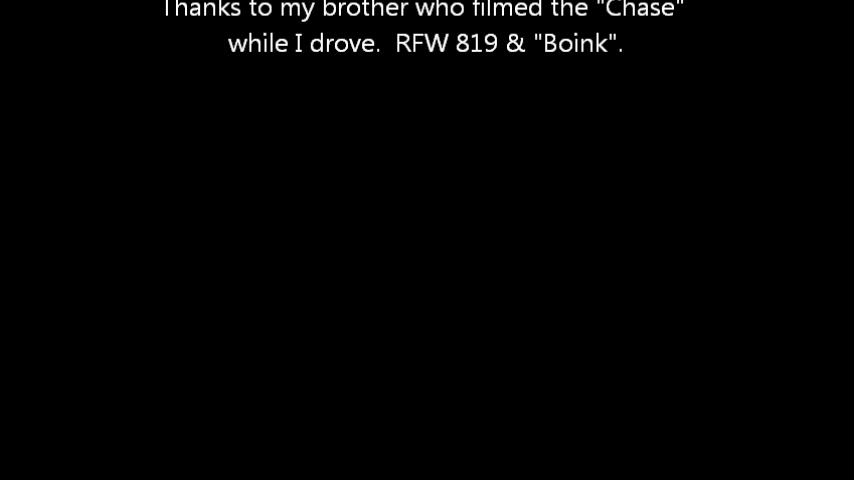 Thanks to my brother who filmed the "Chase"
while I drove.  RFW 819 & "Boink".